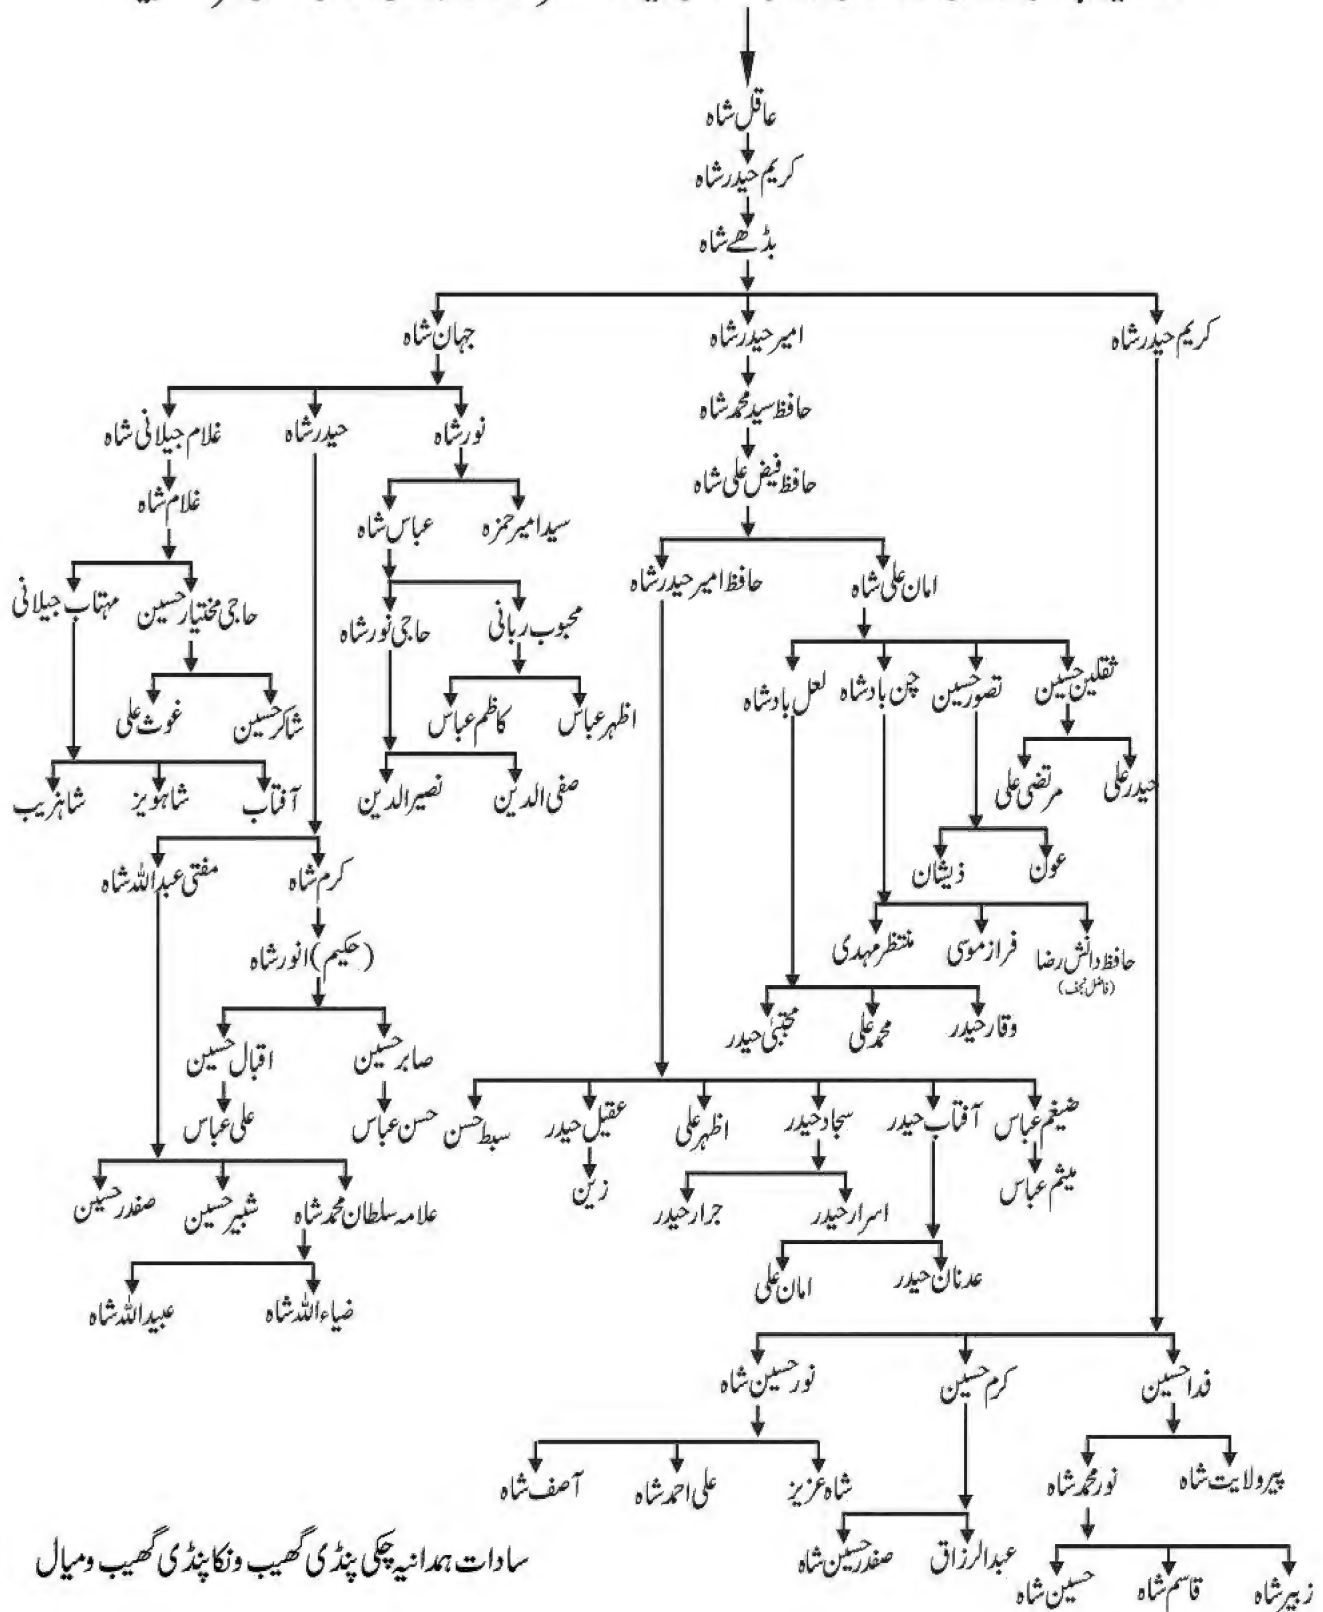 عاقل شاہ
کریم حیدر شاہ
بڈھے شاہ
کریم حیدر شاہ
امیر حیدر شاہ
جہان شاہ
حافظ سید محمد شاہ
نور شاہ
حیدر شاہ
غلام جیلانی شاہ
حافظ فیض علی شاہ
غلام شاہ
سید امیر حمزہ
عباس شاہ
امان علی شاہ
حافظ امیر حیدر شاہ
محبوب ربانی
حاجی نور شاہ
حاجی مختیار حسین
مہتاب جیلانی
ثقلین حسین
تصور حسین
چن بادشاہ
لعل بادشاہ
اظہر عباس
کاظم عباس
شاکر حسین
غوث علی
حیدر علی
مرتضی علی
صفی الدین
نصیر الدین
آفتاب
شاہویز
شاہزیب
عون
ذیشان
کرم شاہ
مفتی عبداللہ شاہ
حافظ دانش رضا
(فاضل نجف)
فراز موسی
منتظر مہدی
(حکیم) انور شاہ
وقار حیدر
محمد علی
مجتبیٰ حیدر
صابر حسین
اقبال حسین
ضیغم عباس
آفتاب حیدر
سجاد حیدر
اظہر علی
عقیل حیدر
سبط حسن
حسن عباس
علی عباس
میثم عباس
زین
اسرار حیدر
جرار حیدر
علامہ سلطان محمد شاہ
شبیر حسین
صفدر حسین
عدنان حیدر
امان علی
ضیاء اللہ شاہ
عبید اللہ شاہ
فدا حسین
کرم حسین
نور حسین شاہ
پیر ولایت شاہ
نور محمد شاہ
شاہ عزیز
علی احمد شاہ
آصف شاہ
عبدالرزاق
صفدر حسین شاہ
زبیر شاہ
قاسم شاہ
حسین شاہ
سادات ہمدانیہ چکی پنڈی گھیب ونکا پنڈی گھیب ومیال